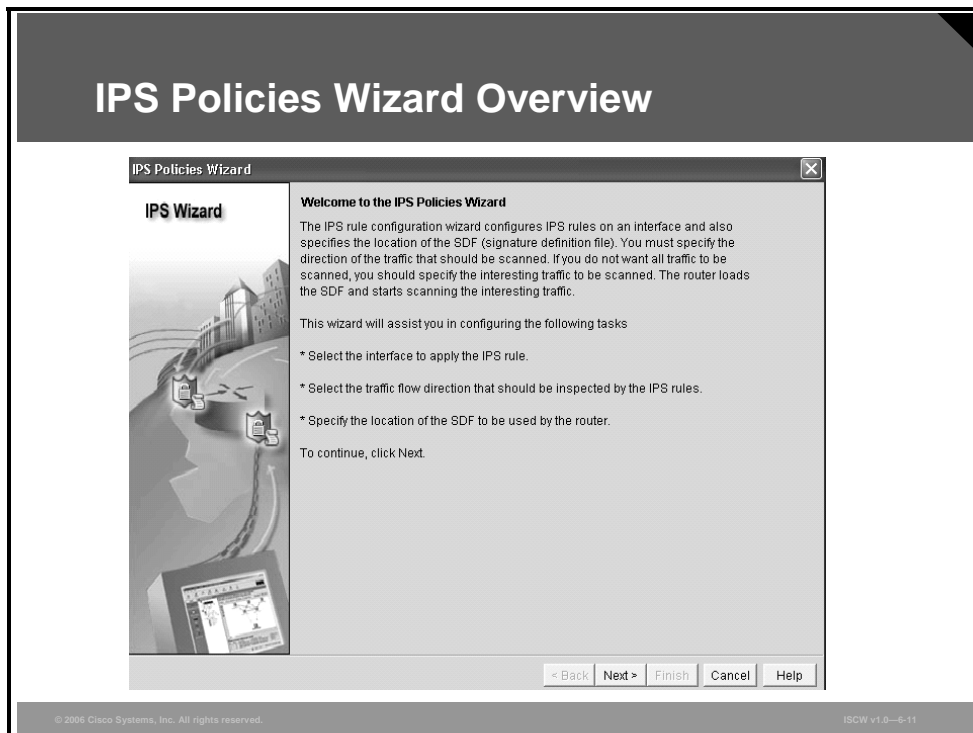 IPS Policies Wizard Overview
IPS Policies Wizard
IPS Wizard
Welcome to the IPS Policies Wizard
The IPS rule configuration wizard configures IPS rules on an interface and also
specifies the location of the SDF (signature definition file). You must specify the
direction of the traffic that should be scanned. If you do not want all traffic to be
scanned, you should specify the interesting traffic to be scanned. The router loads
the SDF and starts scanning the interesting traffic.
This wizard will assist you in configuring the following tasks
* Select the interface to apply the IPS rule.
* Select the traffic flow direction that should be inspected by the IPS rules.
* Specify the location of the SDF to be used by the router.
To continue, click Next.
< Back Next > Finish Cancel Help
© 2006 Cisco Systems, Inc. All rights reserved. ISCW v1.0—6-11